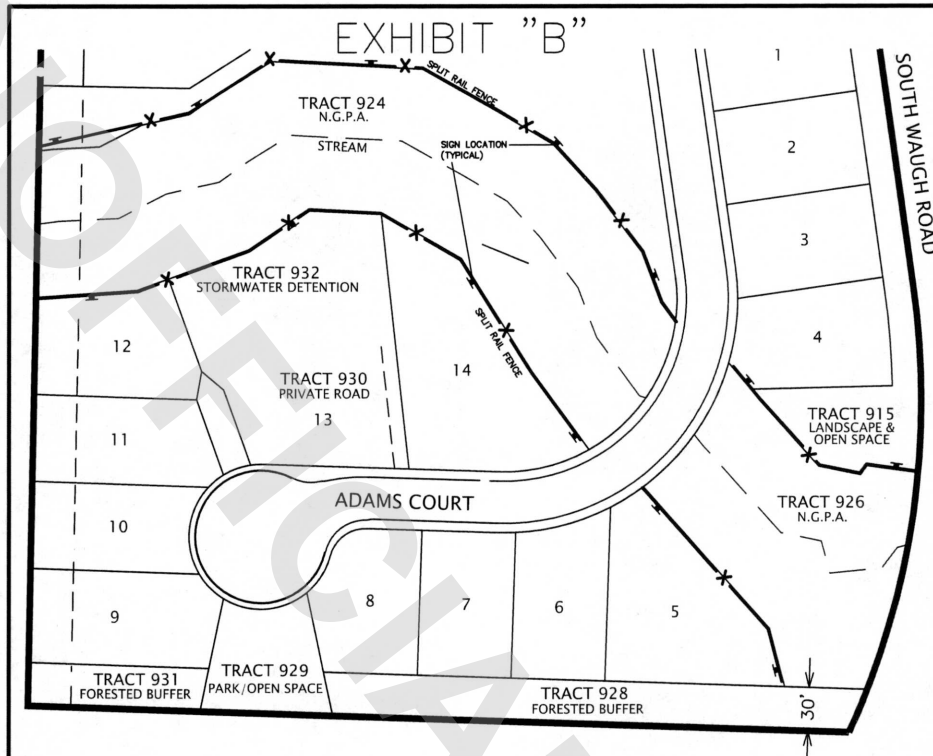 EXHIBIT "B"
SPLIT RAIL FENCE
TRACT 924
N.G.P.A.
STREAM
SIGN LOCATION
(TYPICAL)
1
2
3
4
SOUTH WAUGH ROAD
TRACT 932
STORMWATER DETENTION
SPLIT RAIL FENCE
12
TRACT 930
PRIVATE ROAD
13
14
11
TRACT 915
LANDSCAPE &
OPEN SPACE
ADAMS COURT
TRACT 926
N.G.P.A.
10
9
8
7
6
5
TRACT 931
FORESTED BUFFER
TRACT 929
PARK/OPEN SPACE
TRACT 928
FORESTED BUFFER
30'